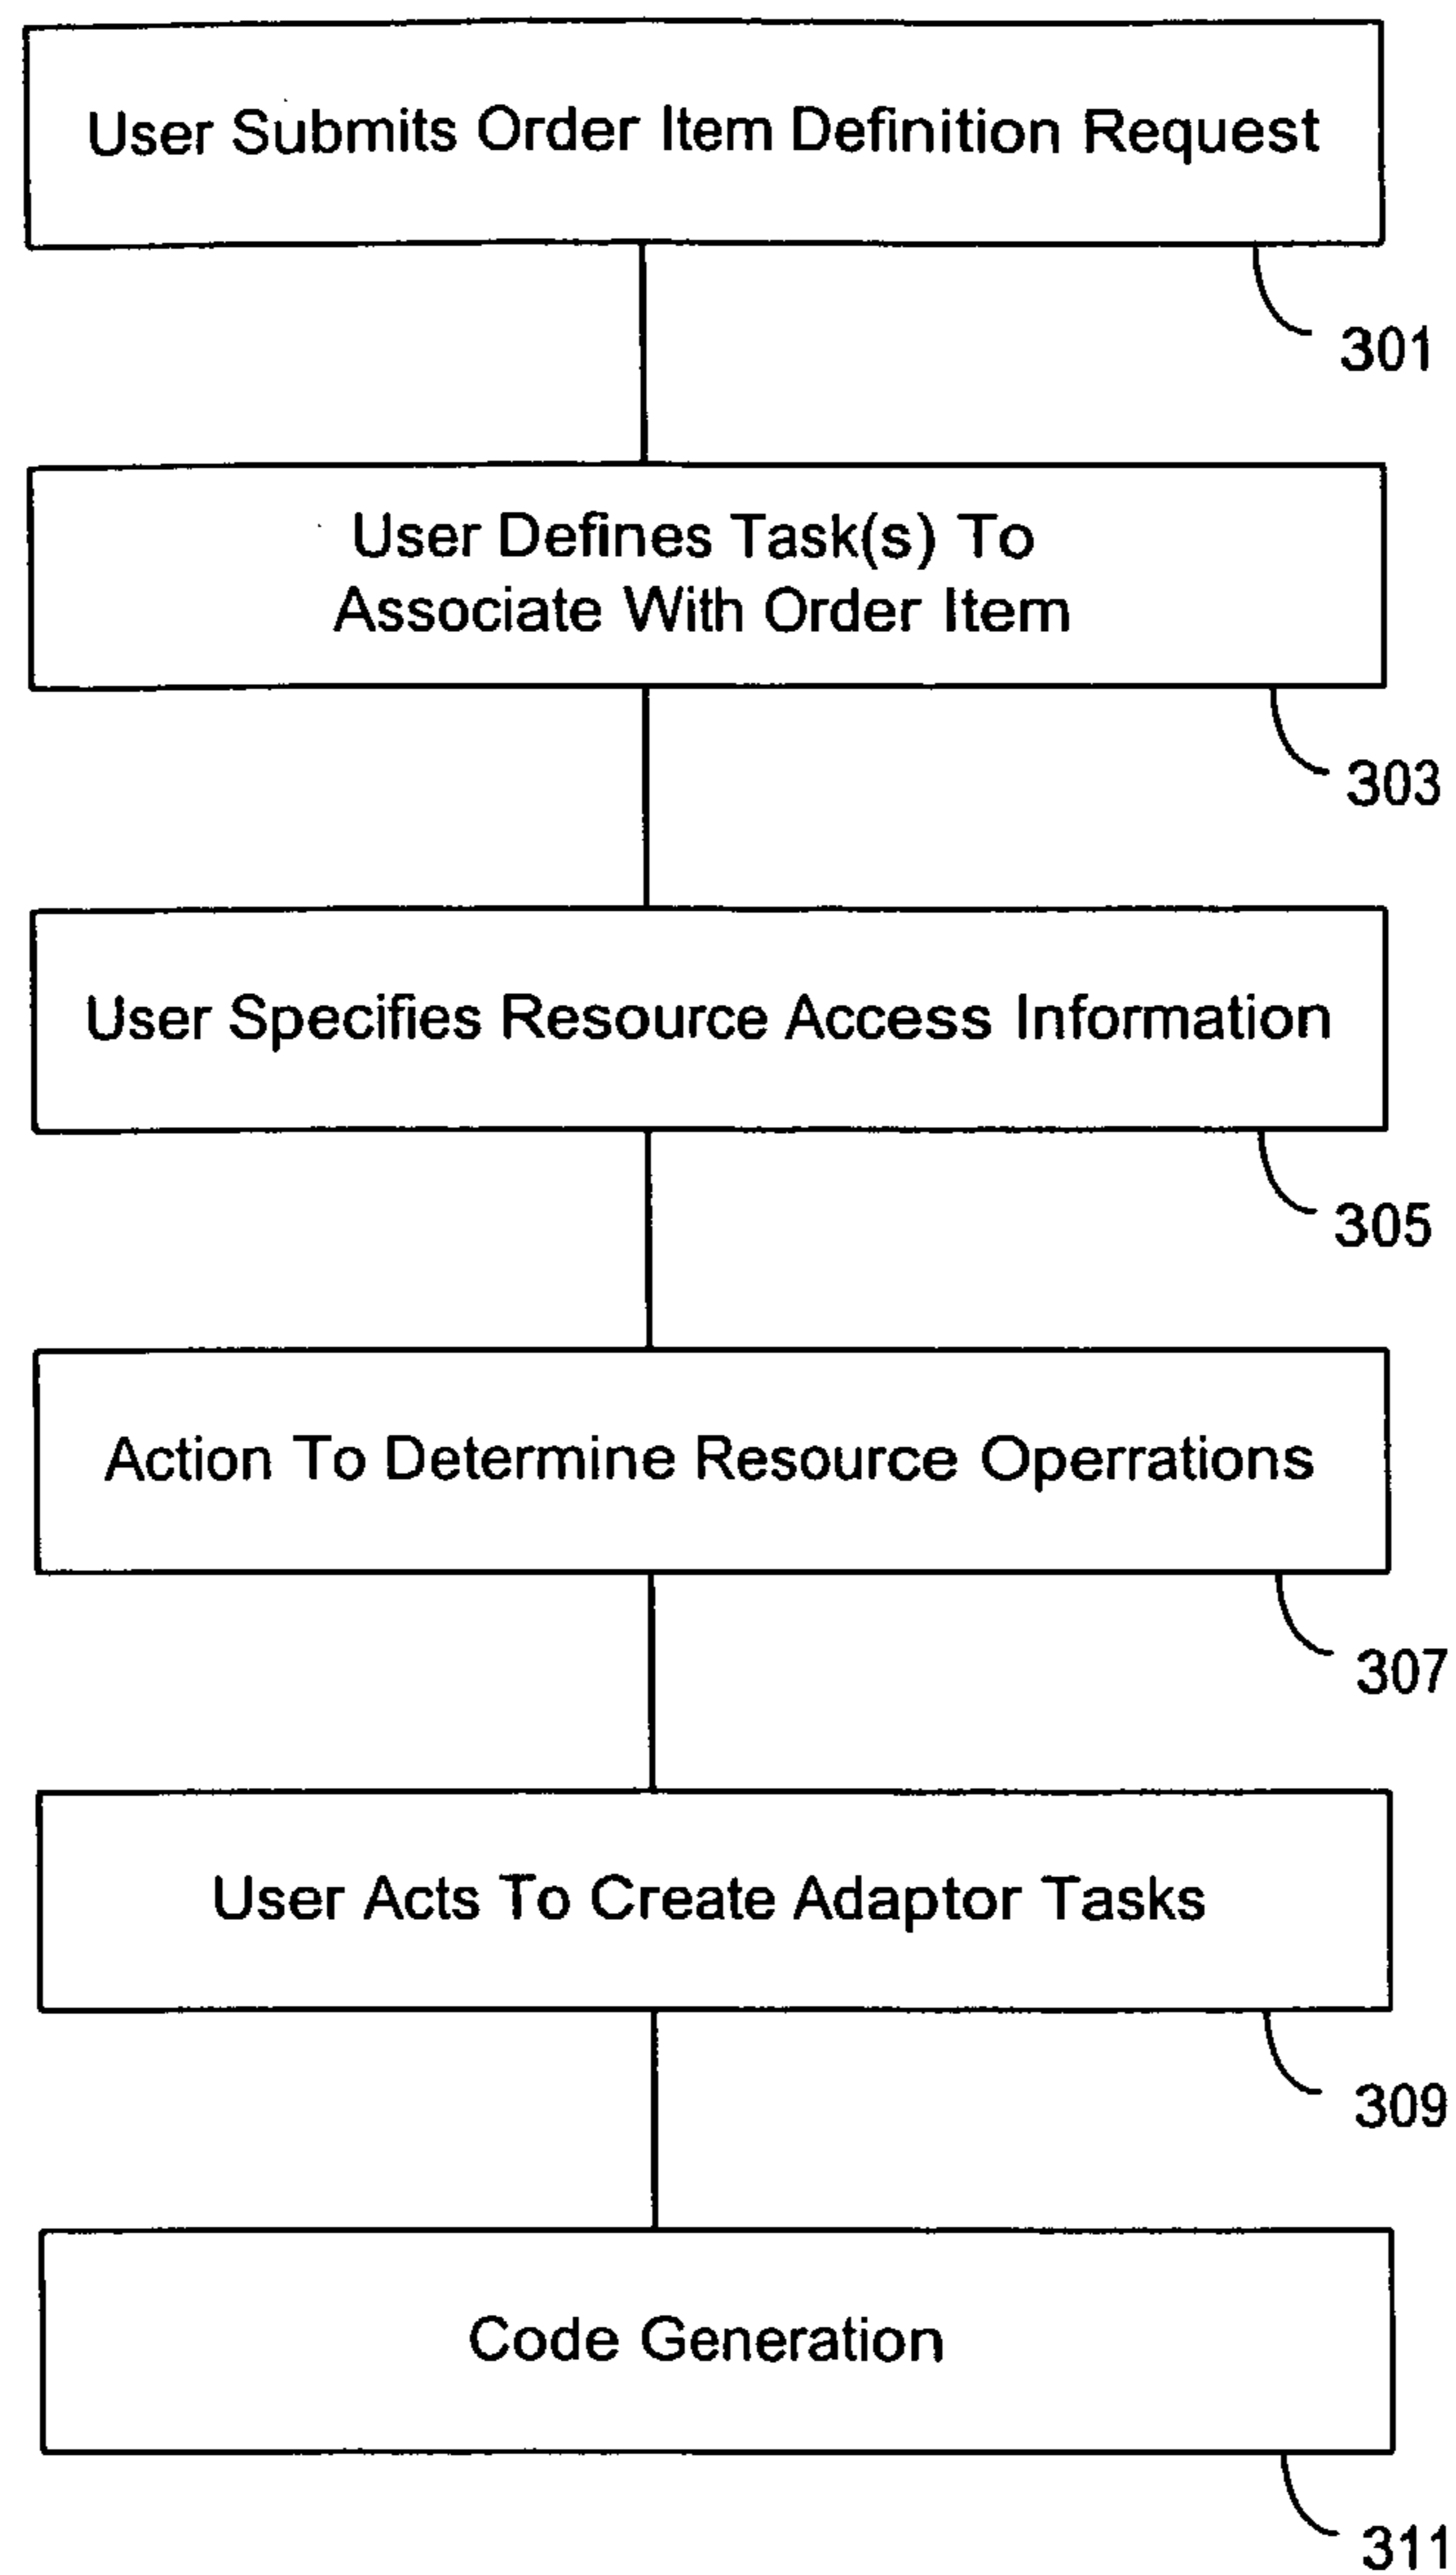 User Submits Order Item Definition Request
301
User Defines Task(s) To
Associate With Order Item
303
User Specifies Resource Access Information
305
Action To Determine Resource Operrations
307
User Acts To Create Adaptor Tasks
309
Code Generation
311